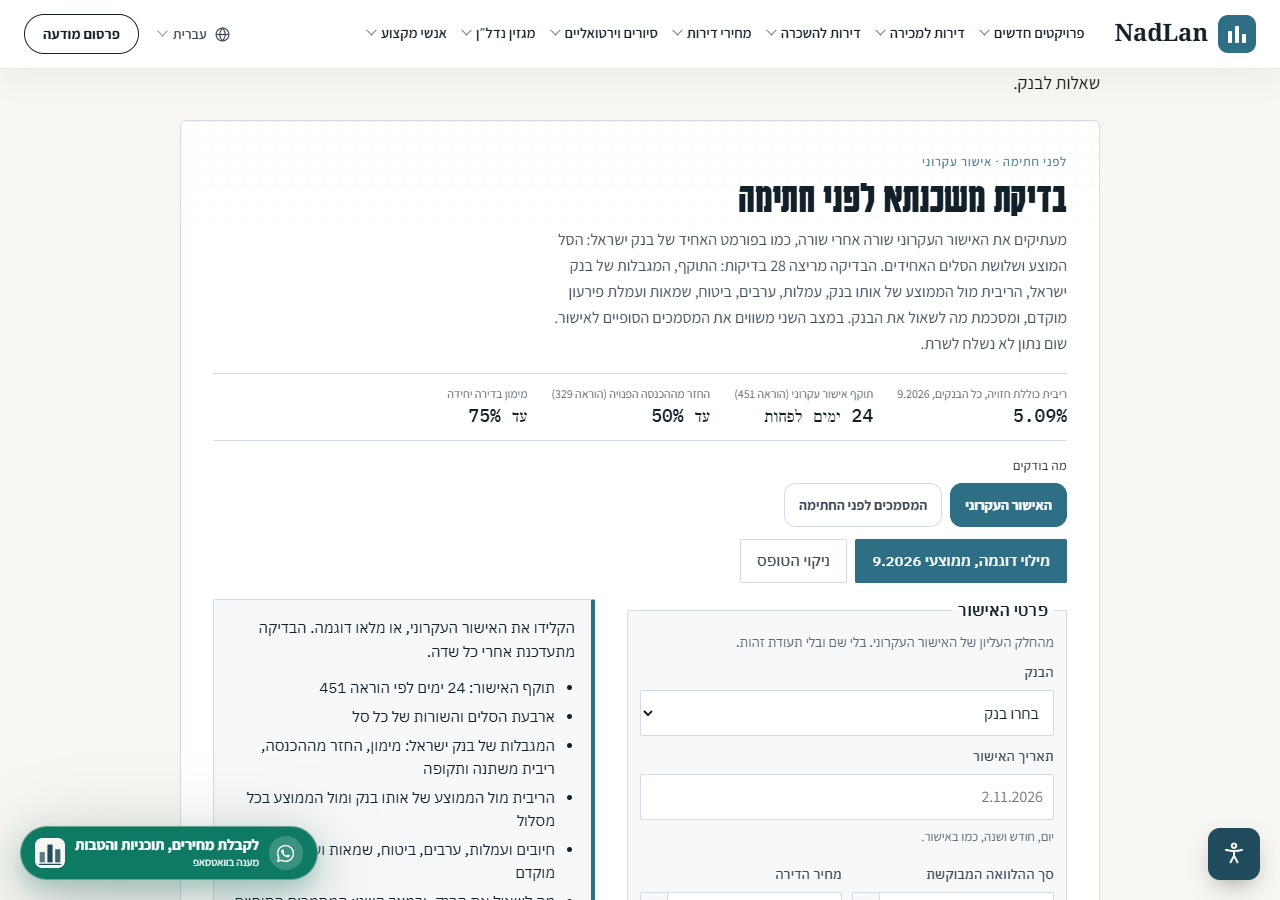 NadLan
פרויקטים חדשים
דירות למכירה
דירות להשכרה
מחירי דירות
סיורים וירטואליים
מגזין נדל״ן
אנשי מקצוע
עברית
פרסום מודעה
שאלות לבנק.
לפני חתימה · אישור עקרוני
בדיקת משכנתא לפני חתימה
מעתיקים את האישור העקרוני שורה אחרי שורה, כמו בפורמט האחיד של בנק ישראל: הסל
המוצע ושלושת הסלים האחידים. הבדיקה מריצה 28 בדיקות: התוקף, המגבלות של בנק
ישראל, הריבית מול הממוצע של אותו בנק, עמלות, ערבים, ביטוח, שמאות ועמלת פירעון
מוקדם, ומסכמת מה לשאול את הבנק. במצב השני משווים את המסמכים הסופיים לאישור.
שום נתון לא נשלח לשרת.
ריבית כוללת חזויה, כל הבנקים, 9.2026
5.09%
תוקף אישור עקרוני (הוראה 451)
24 ימים לפחות
החזר מההכנסה הפנויה (הוראה 329)
עד 50%
מימון בדירה יחידה
עד 75%
מה בודקים
האישור העקרוני
המסמכים לפני החתימה
מילוי דוגמה, ממוצעי 9.2026
ניקוי הטופס
פרטי האישור
מהחלק העליון של האישור העקרוני. בלי שם ובלי תעודת זהות.
הבנק
בחרו בנק
תאריך האישור
2.11.2026
יום, חודש ושנה, כמו באישור.
סך ההלוואה המבוקשת
מחיר הדירה
הקלידו את האישור העקרוני, או מלאו דוגמה. הבדיקה
מתעדכנת אחרי כל שדה.
תוקף האישור: 24 ימים לפי הוראה 451
ארבעת הסלים והשורות של כל סל
המגבלות של בנק ישראל: מימון, החזר מההכנסה,
ריבית משתנה ותקופה
הריבית מול הממוצע של אותו בנק ומול הממוצע בכל
מסלול
חיובים ועמלות, ערבים, ביטוח, שמאות
מוקדם
לקבלת מחירים, תוכניות והטבות
מענה בוואטסאפ